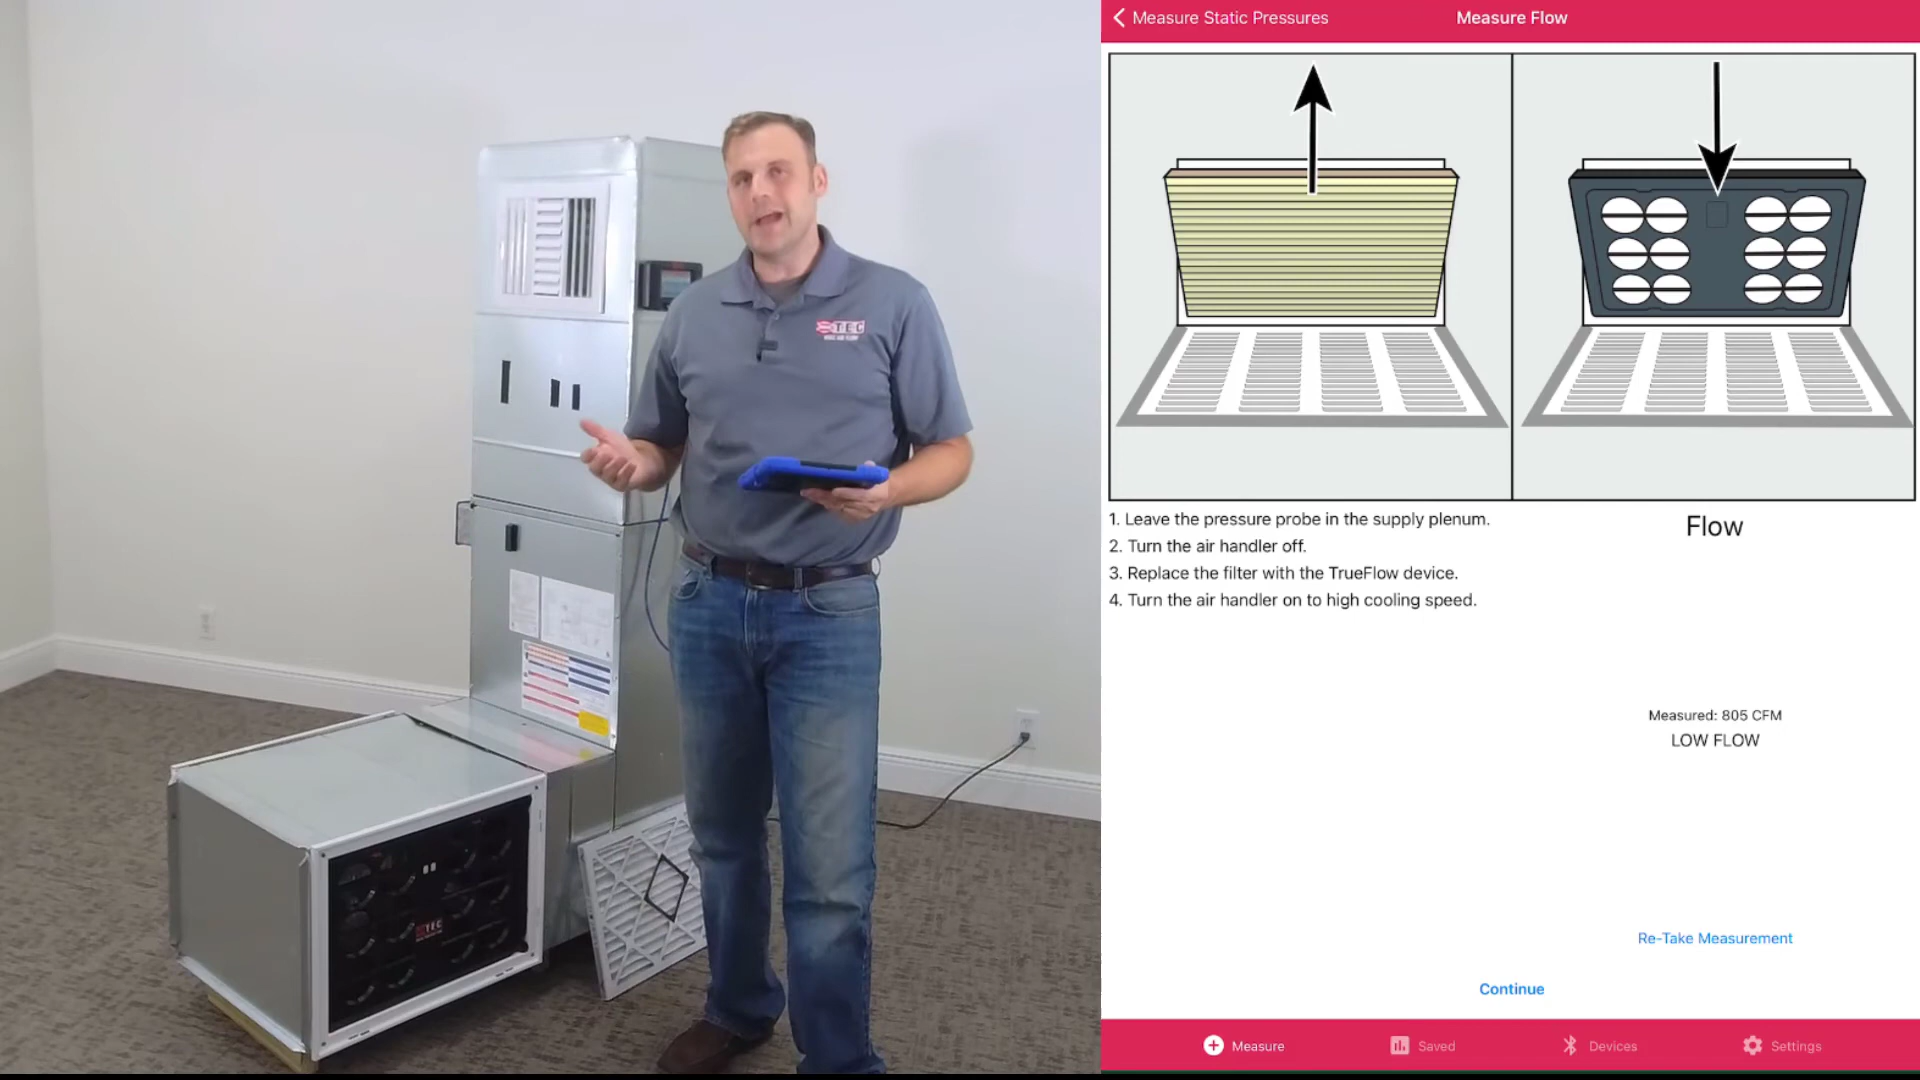 Measure Static Pressures
Measure Flow
TEC
1. Leave the pressure probe in the supply plenum.
2. Turn the air handler off.
3. Replace the filter with the TrueFlow device.
4. Turn the air handler on to high cooling speed.
Flow
Measured: 805 CFM
LOW FLOW
Re-Take Measurement
Continue
Measure
Saved
Devices
Settings
TEC